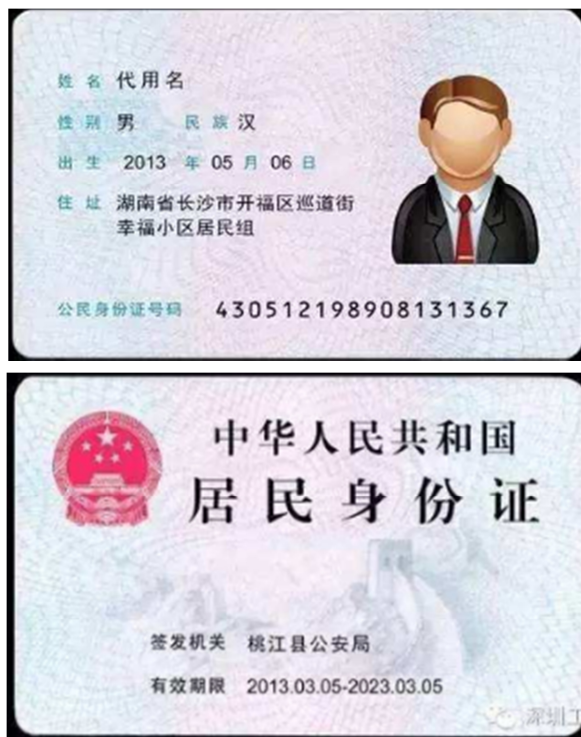 姓名 代用名
性别 男 民族 汉
出生 2013 年 05 月 06 日
住址 湖南省长沙市开福区巡道街
幸福小区居民组
公民身份证号码 430512198908131367
中华人民共和国
居民身份证
签发机关 桃江县公安局
有效期限 2013.03.05-2023.03.05
深圳工